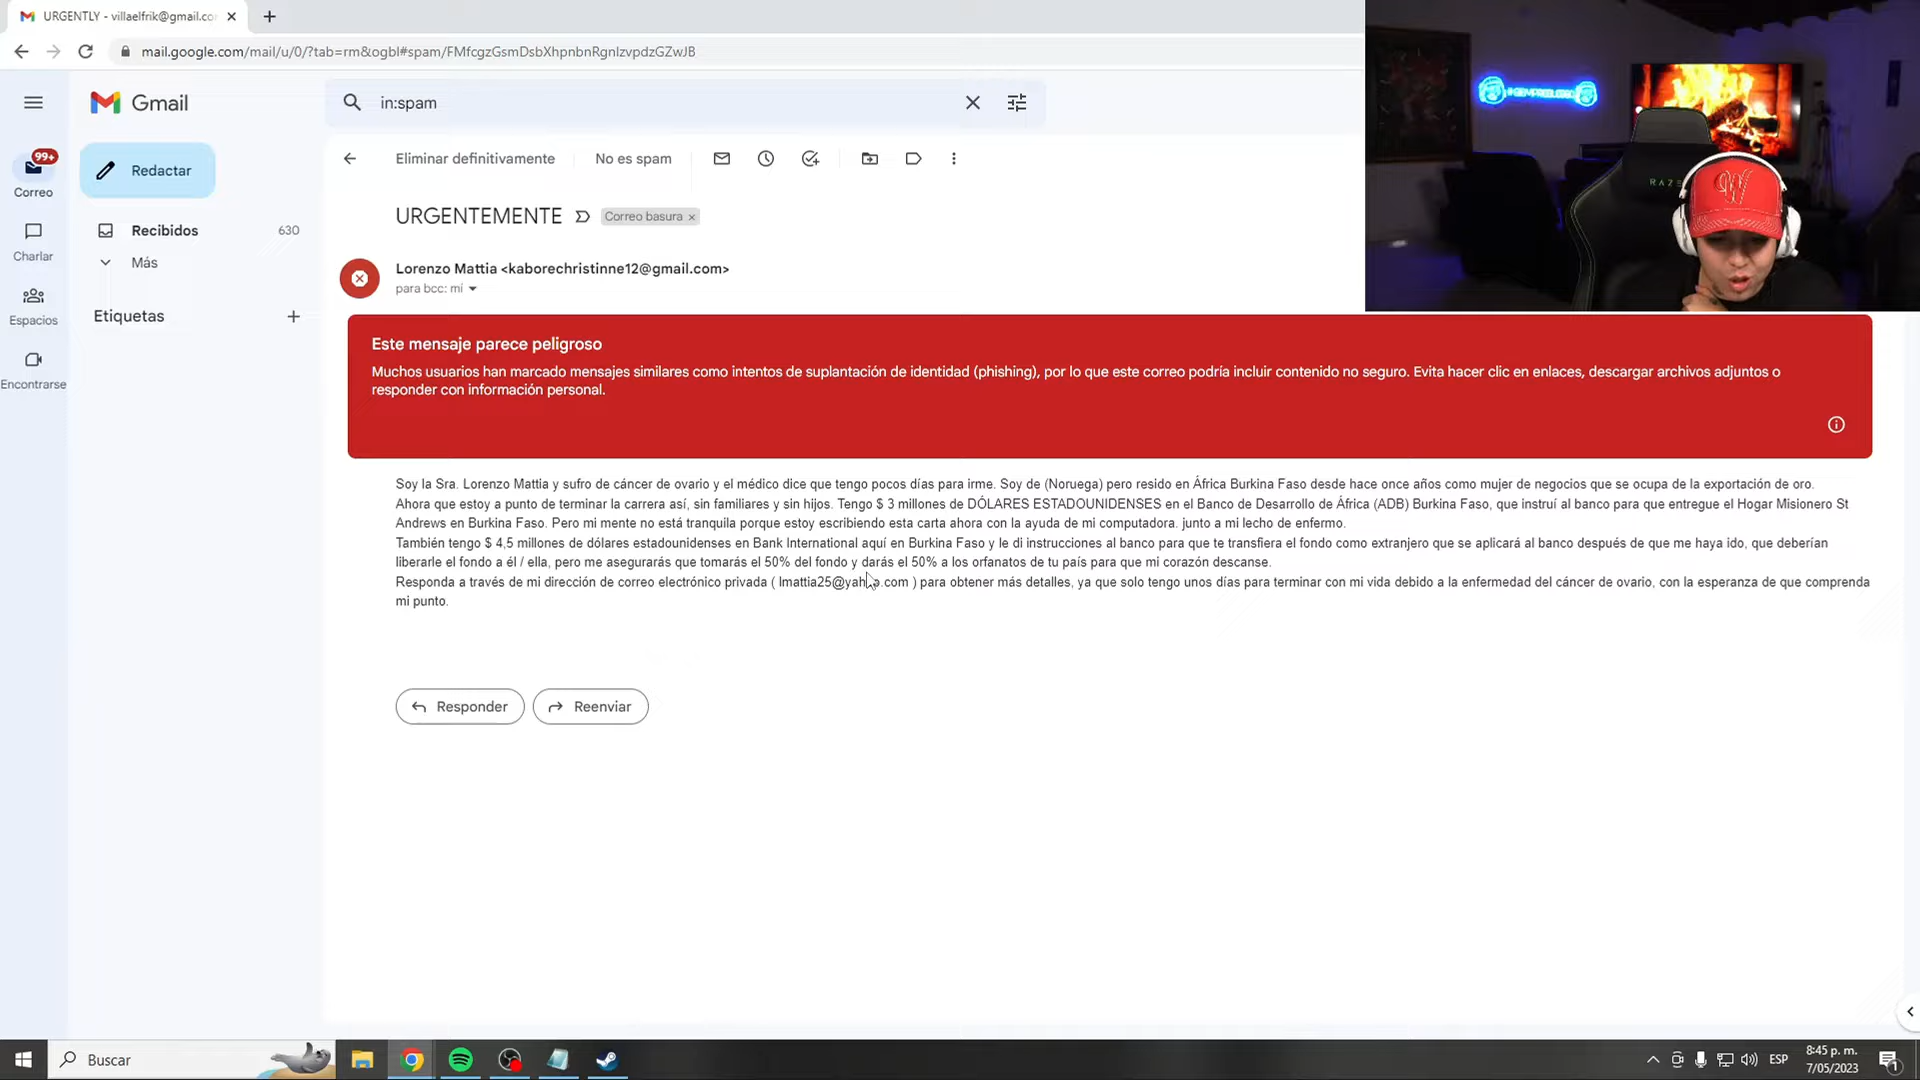 URGENTLY - villaelfrik@gmail.co
mail.google.com/mail/u/0/?tab=rm&ogbl#spam/FMfcgzGsmDsbXhpnbnRgnlzvpdzGZwJB
Gmail
in:spam
99+
Correo
Charlar
Espacios
Encontrarse
Redactar
Recibidos 630
Más
Etiquetas
Eliminar definitivamente
No es spam
URGENTEMENTE
Correo basura ×
Lorenzo Mattia <kaborechristinne12@gmail.com>
para bcc: mí
Este mensaje parece peligroso
Muchos usuarios han marcado mensajes similares como intentos de suplantación de identidad (phishing), por lo que este correo podría incluir contenido no seguro. Evita hacer clic en enlaces, descargar archivos adjuntos o
responder con información personal.
Soy la Sra. Lorenzo Mattia y sufro de cáncer de ovario y el médico dice que tengo pocos días para irme. Soy de (Noruega) pero resido en África Burkina Faso desde hace once años como mujer de negocios que se ocupa de la exportación de oro.
Ahora que estoy a punto de terminar la carrera así, sin familiares y sin hijos. Tengo $ 3 millones de DÓLARES ESTADOUNIDENSES en el Banco de Desarrollo de África (ADB) Burkina Faso, que instruí al banco para que entregue el Hogar Misionero St
Andrews en Burkina Faso. Pero mi mente no está tranquila porque estoy escribiendo esta carta ahora con la ayuda de mi computadora. junto a mi lecho de enfermo.
También tengo $ 4,5 millones de dólares estadounidenses en Bank International aquí en Burkina Faso y le di instrucciones al banco para que te transfiera el fondo como extranjero que se aplicará al banco después de que me haya ido, que deberían
liberarle el fondo a él / ella, pero me asegurarás que tomarás el 50% del fondo y darás el 50% a los orfanatos de tu país para que mi corazón descanse.
Responda a través de mi dirección de correo electrónico privada ( lmattia25@yahoo.com ) para obtener más detalles, ya que solo tengo unos días para terminar con mi vida debido a la enfermedad del cáncer de ovario, con la esperanza de que comprenda
mi punto.
Responder
Reenviar
RAZE
Buscar
ESP
8:45 p. m.
7/05/2023
1